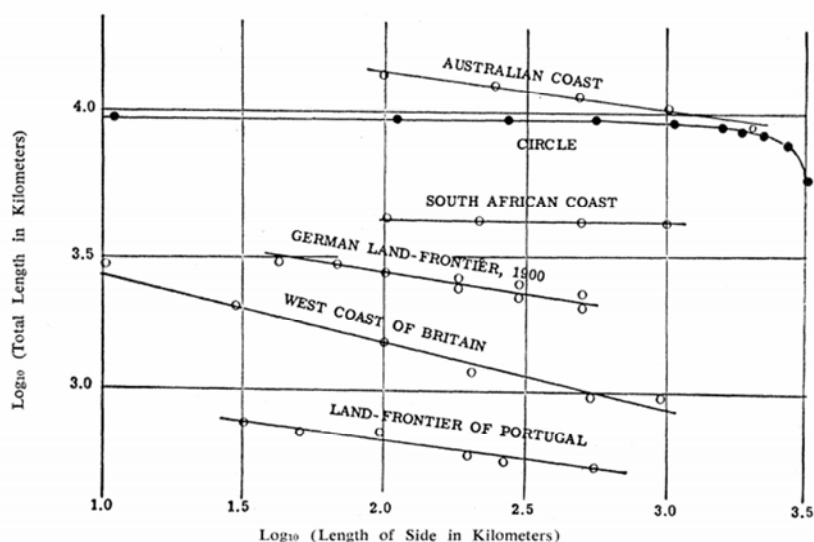 AUSTRALIAN COAST
4.0
CIRCLE
SOUTH AFRICAN COAST
3.5
GERMAN LAND-FRONTIER, 1900
WEST COAST OF BRITAIN
3.0
LAND-FRONTIER OF PORTUGAL
Log₁₀ (Total Length in Kilometers)
1.0 1.5 2.0 2.5 3.0 3.5
Log₁₀ (Length of Side in Kilometers)